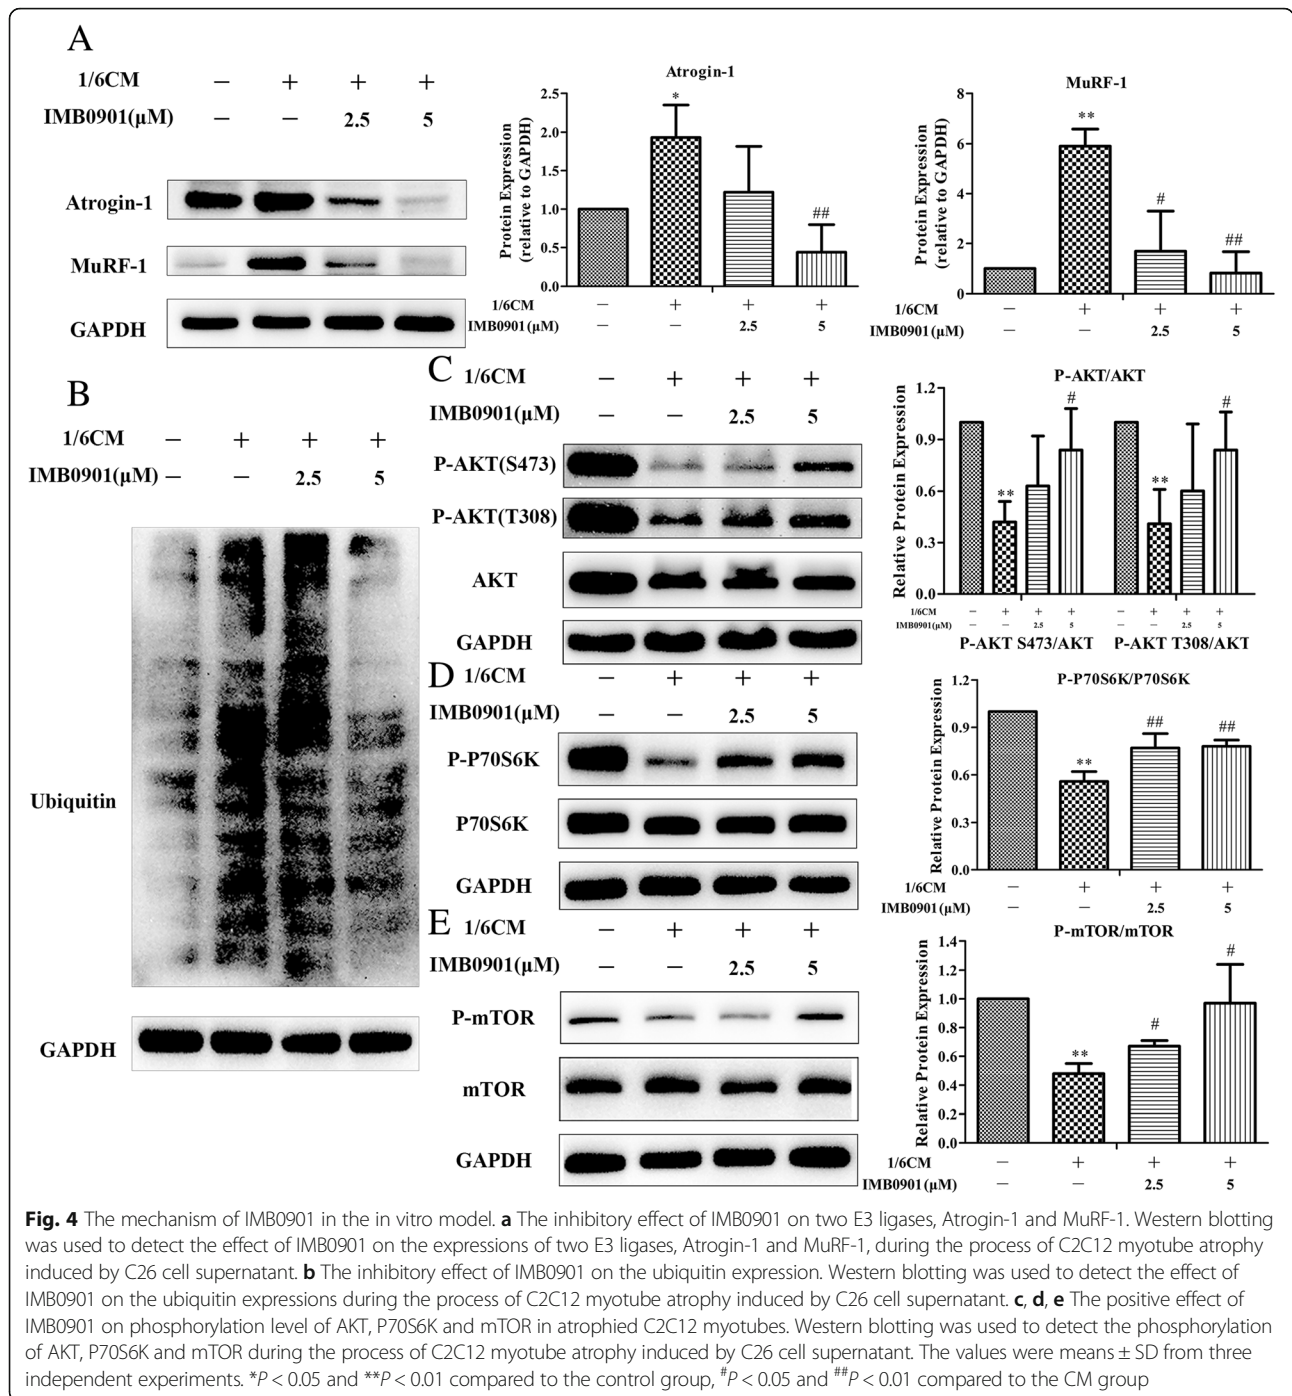 A
1/6CM − + + +
IMB0901(μM) − − 2.5 5
Atrogin-1
MuRF-1
GAPDH
Atrogin-1
Protein Expression
(relative to GAPDH)
2.5
2.0
1.5
1.0
0.5
0.0
*
##
1/6CM − + + +
IMB0901(μM) − − 2.5 5
MuRF-1
Protein Expression
(relative to GAPDH)
8
6
4
2
0
**
#
##
1/6CM − + + +
IMB0901(μM) − − 2.5 5
B
1/6CM − + + +
IMB0901(μM) − − 2.5 5
Ubiquitin
GAPDH
C
1/6CM − + + +
IMB0901(μM) − − 2.5 5
P-AKT(S473)
P-AKT(T308)
AKT
GAPDH
P-AKT/AKT
Relative Protein Expression
1.2
0.9
0.6
0.3
0.0
**
#
**
#
1/6CM − + + + − + + +
IMB0901(μM) − − 2.5 5 − − 2.5 5
P-AKT S473/AKT P-AKT T308/AKT
D
1/6CM − + + +
IMB0901(μM) − − 2.5 5
P-P70S6K
P70S6K
GAPDH
P-P70S6K/P70S6K
Relative Protein Expression
1.2
0.9
0.6
0.3
0.0
**
##
##
1/6CM − + + +
IMB0901(μM) − − 2.5 5
E
1/6CM − + + +
IMB0901(μM) − − 2.5 5
P-mTOR
mTOR
GAPDH
P-mTOR/mTOR
Relative Protein Expression
1.4
1.2
1.0
0.8
0.6
0.4
0.2
0.0
**
#
#
1/6CM − + + +
IMB0901(μM) − − 2.5 5
Fig. 4 The mechanism of IMB0901 in the in vitro model. a The inhibitory effect of IMB0901 on two E3 ligases, Atrogin-1 and MuRF-1. Western blotting
was used to detect the effect of IMB0901 on the expressions of two E3 ligases, Atrogin-1 and MuRF-1, during the process of C2C12 myotube atrophy
induced by C26 cell supernatant. b The inhibitory effect of IMB0901 on the ubiquitin expression. Western blotting was used to detect the effect of
IMB0901 on the ubiquitin expressions during the process of C2C12 myotube atrophy induced by C26 cell supernatant. c, d, e The positive effect of
IMB0901 on phosphorylation level of AKT, P70S6K and mTOR in atrophied C2C12 myotubes. Western blotting was used to detect the phosphorylation
of AKT, P70S6K and mTOR during the process of C2C12 myotube atrophy induced by C26 cell supernatant. The values were means ± SD from three
independent experiments. *P < 0.05 and **P < 0.01 compared to the control group, #P < 0.05 and ##P < 0.01 compared to the CM group